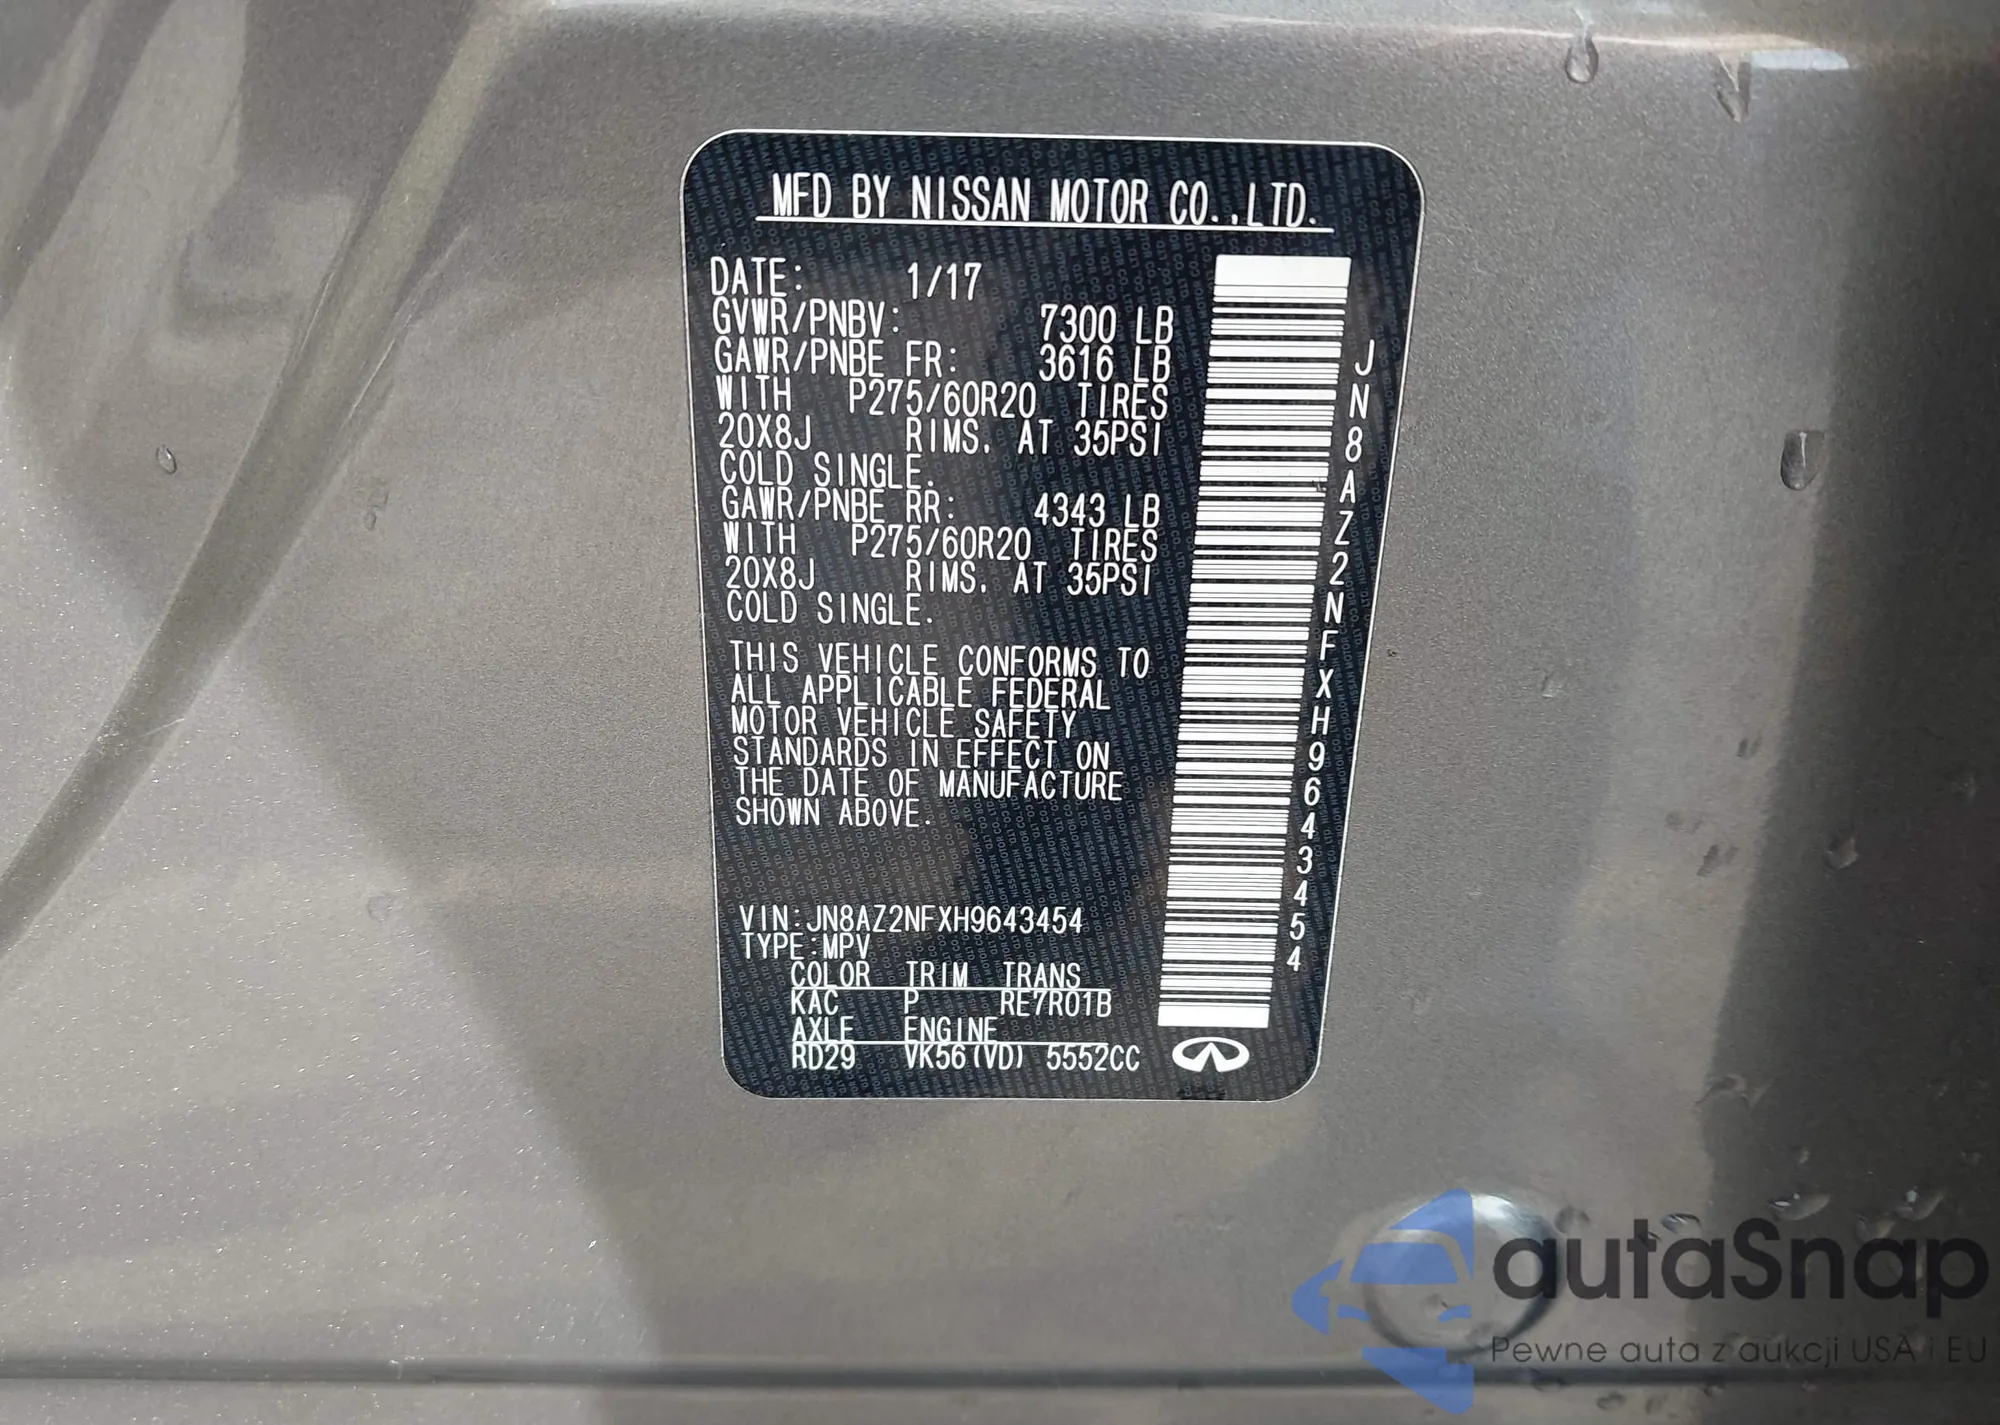 MFD BY NISSAN MOTOR CO.,LTD.
DATE: 1/17
GVWR/PNBV: 7300 LB
GAWR/PNBE FR: 3616 LB
WITH P275/60R20 TIRES
20X8J RIMS. AT 35PSI
COLD SINGLE.
GAWR/PNBE RR: 4343 LB
WITH P275/60R20 TIRES
20X8J RIMS. AT 35PSI
COLD SINGLE.
THIS VEHICLE CONFORMS TO
ALL APPLICABLE FEDERAL
MOTOR VEHICLE SAFETY
STANDARDS IN EFFECT ON
THE DATE OF MANUFACTURE
SHOWN ABOVE.
VIN:JN8AZ2NFXH9643454
TYPE:MPV
COLOR TRIM TRANS
KAC P RE7R01B
AXLE ENGINE
RD29 VK56(VD) 5552CC
JN8AZ2NFXH9643454
autaSnap
Pewne auta z aukcji USA i EU